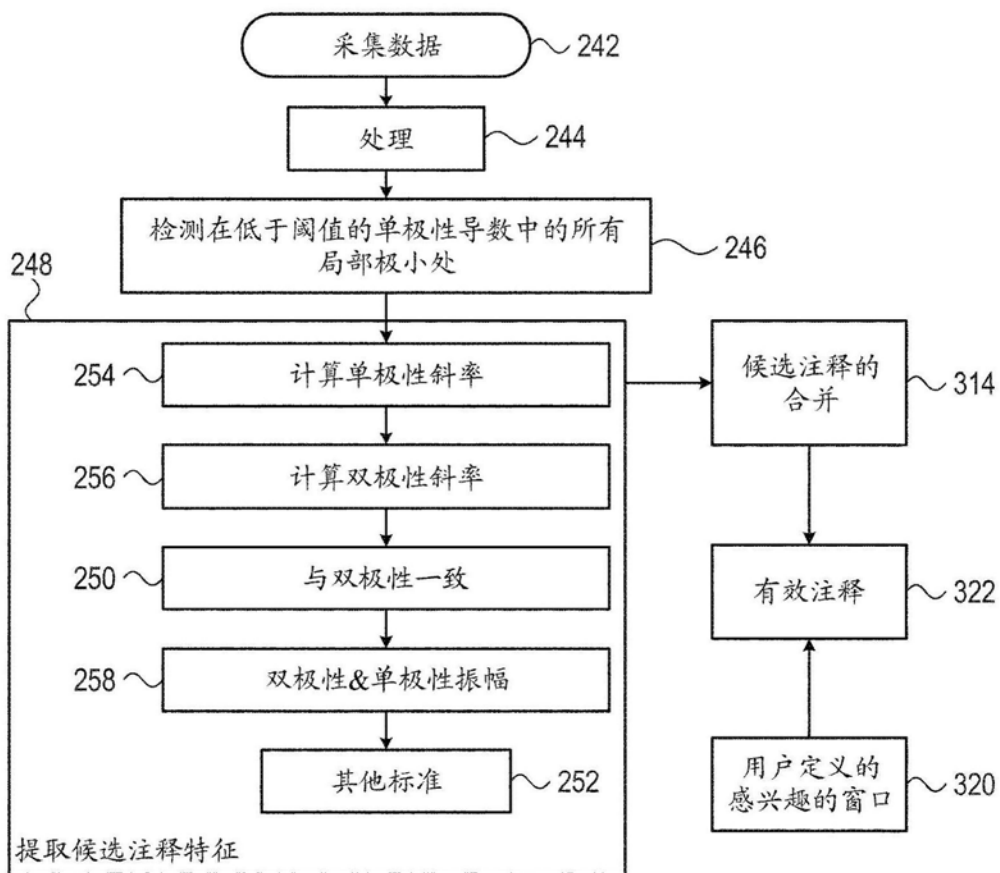 采集数据
242
处理
244
检测在低于阈值的单极性导数中的所有
局部极小处
246
248
254
计算单极性斜率
256
计算双极性斜率
250
与双极性一致
258
双极性&单极性振幅
其他标准
252
提取候选注释特征
候选注释的
合并
314
有效注释
322
用户定义的
感兴趣的窗口
320